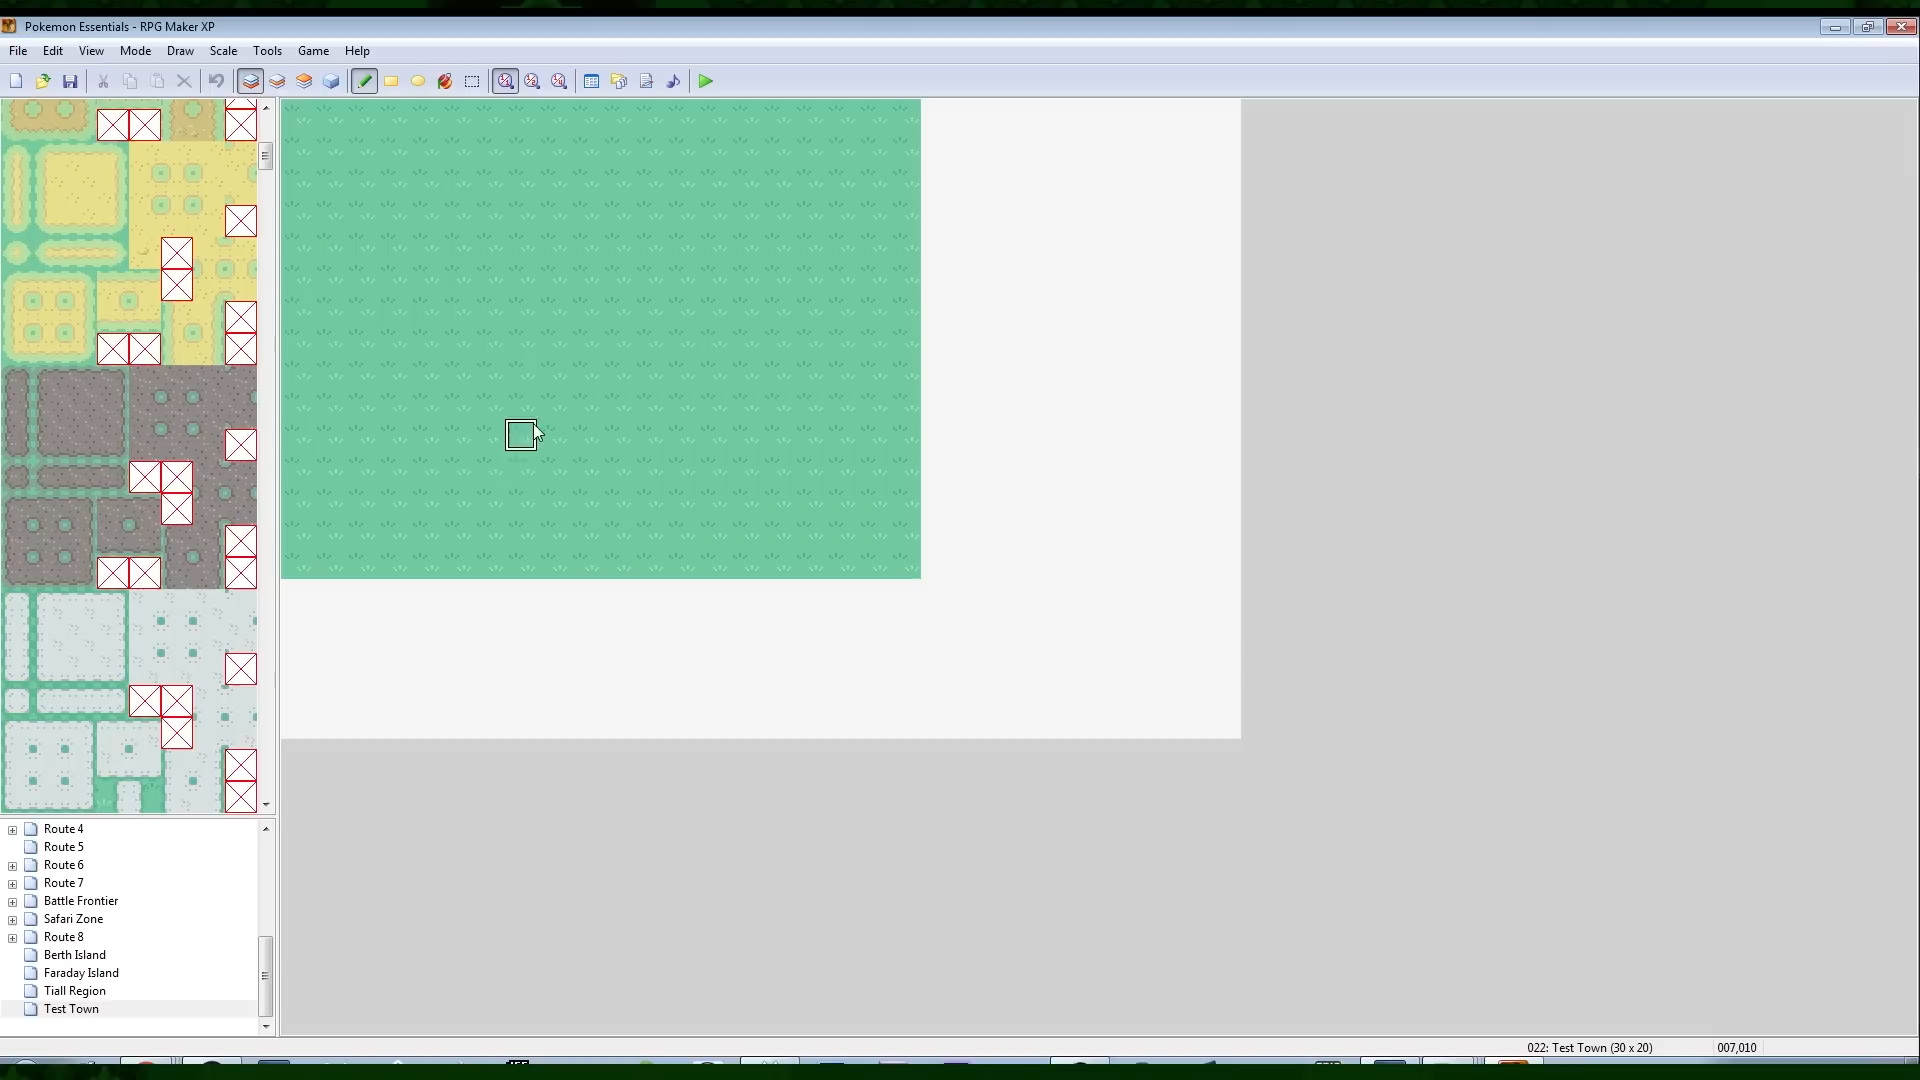 Pokemon Essentials - RPG Maker XP
File Edit View Mode Draw Scale Tools Game Help
Route 4
Route 5
Route 6
Route 7
Battle Frontier
Safari Zone
Route 8
Berth Island
Faraday Island
Tiall Region
Test Town
022: Test Town (30 x 20) 007,010